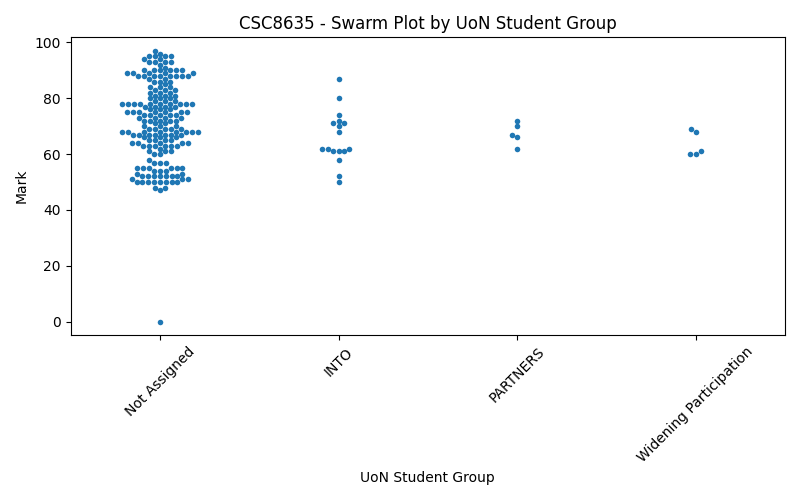 CSC8635 - Swarm Plot by UoN Student Group
Mark
100
80
60
40
20
0
Not Assigned
INTO
PARTNERS
Widening Participation
UoN Student Group